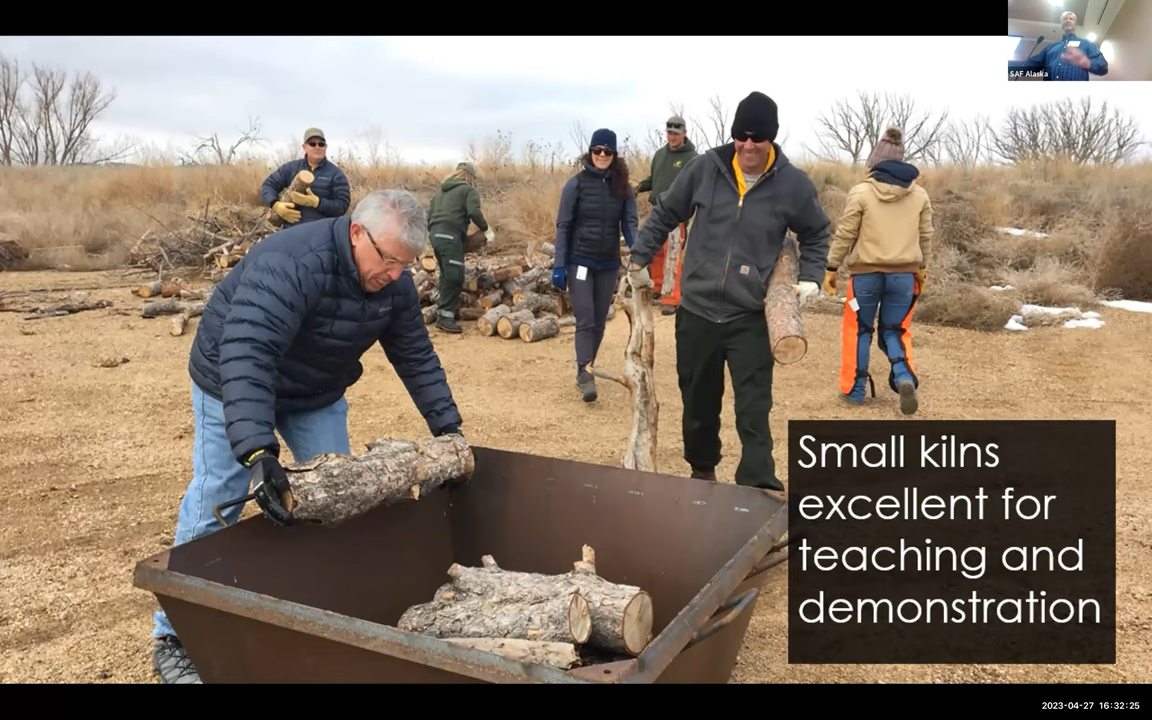 SAF Alaska
Small kilns
excellent for
teaching and
demonstration
2023-04-27 16:32:25